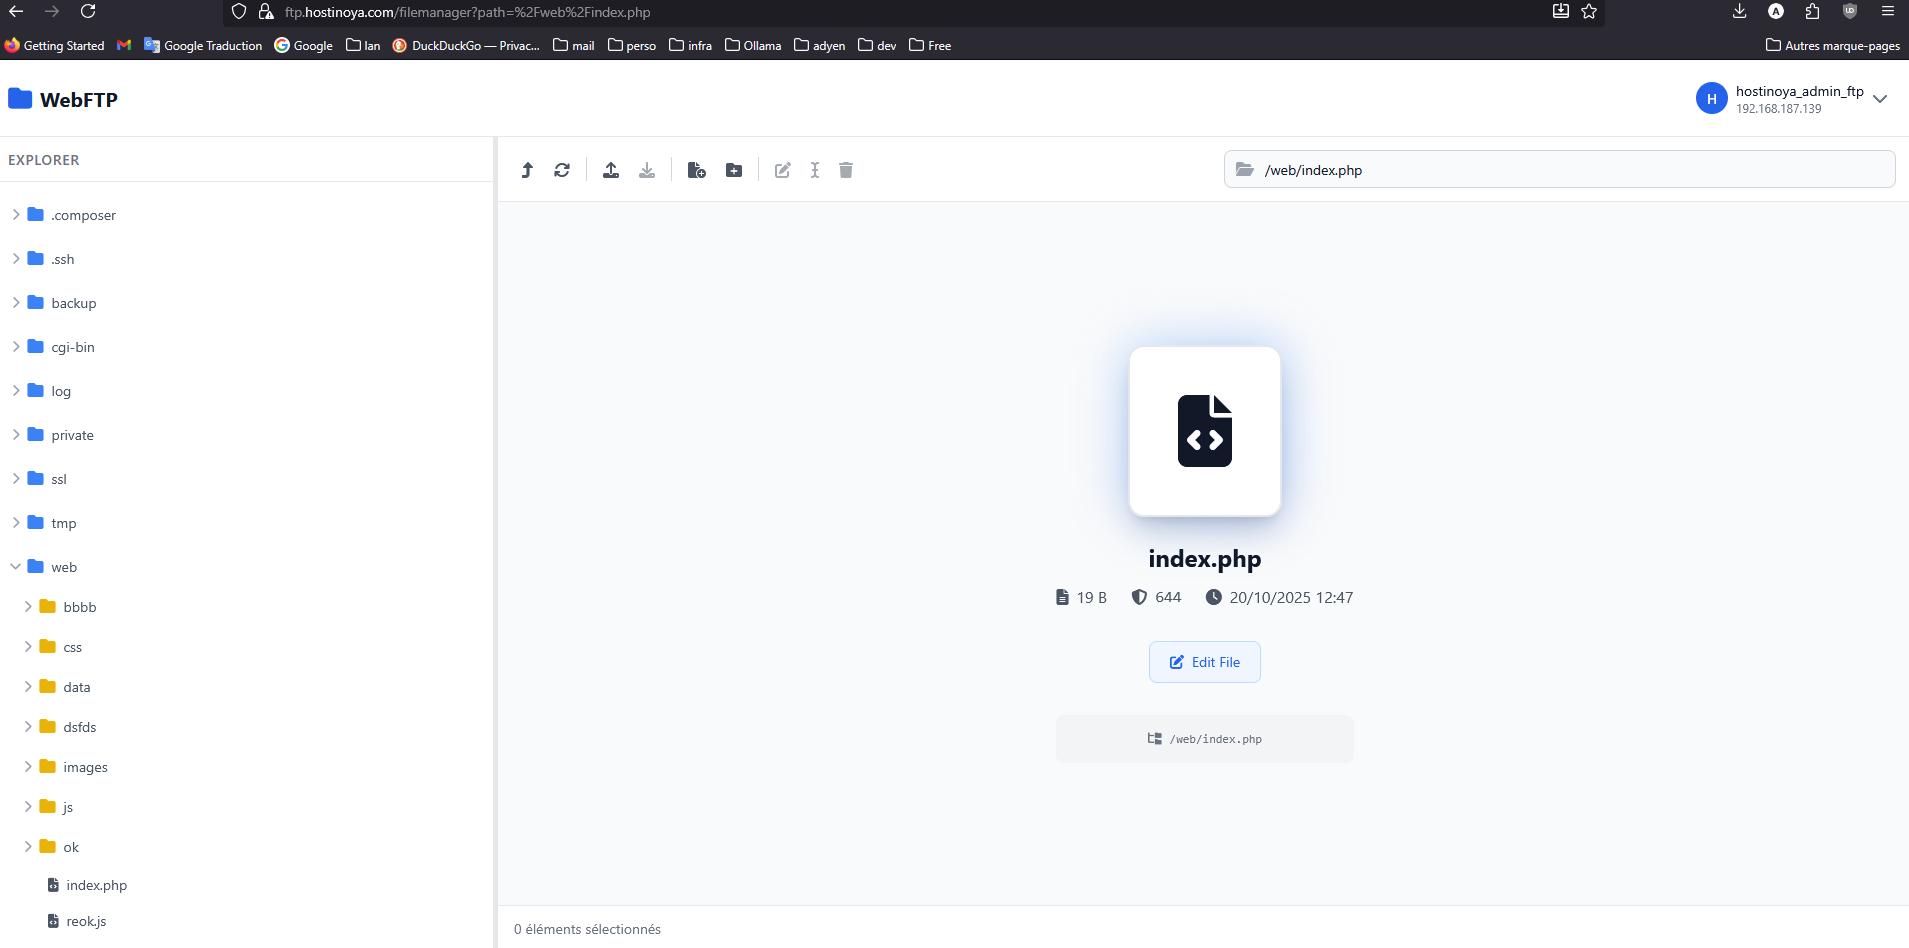 ftp.hostinoya.com/filemanager?path=%2Fweb%2Findex.php
Getting Started Google Traduction Google lan DuckDuckGo — Privac... mail perso infra Ollama adyen dev Free Autres marque-pages
WebFTP
H hostinoya_admin_ftp
192.168.187.139
EXPLORER
/web/index.php
.composer
.ssh
backup
cgi-bin
log
private
ssl
tmp
web
bbbb
css
data
dsfds
images
js
ok
index.php
reok.js
index.php
19 B 644 20/10/2025 12:47
Edit File
/web/index.php
0 éléments sélectionnés